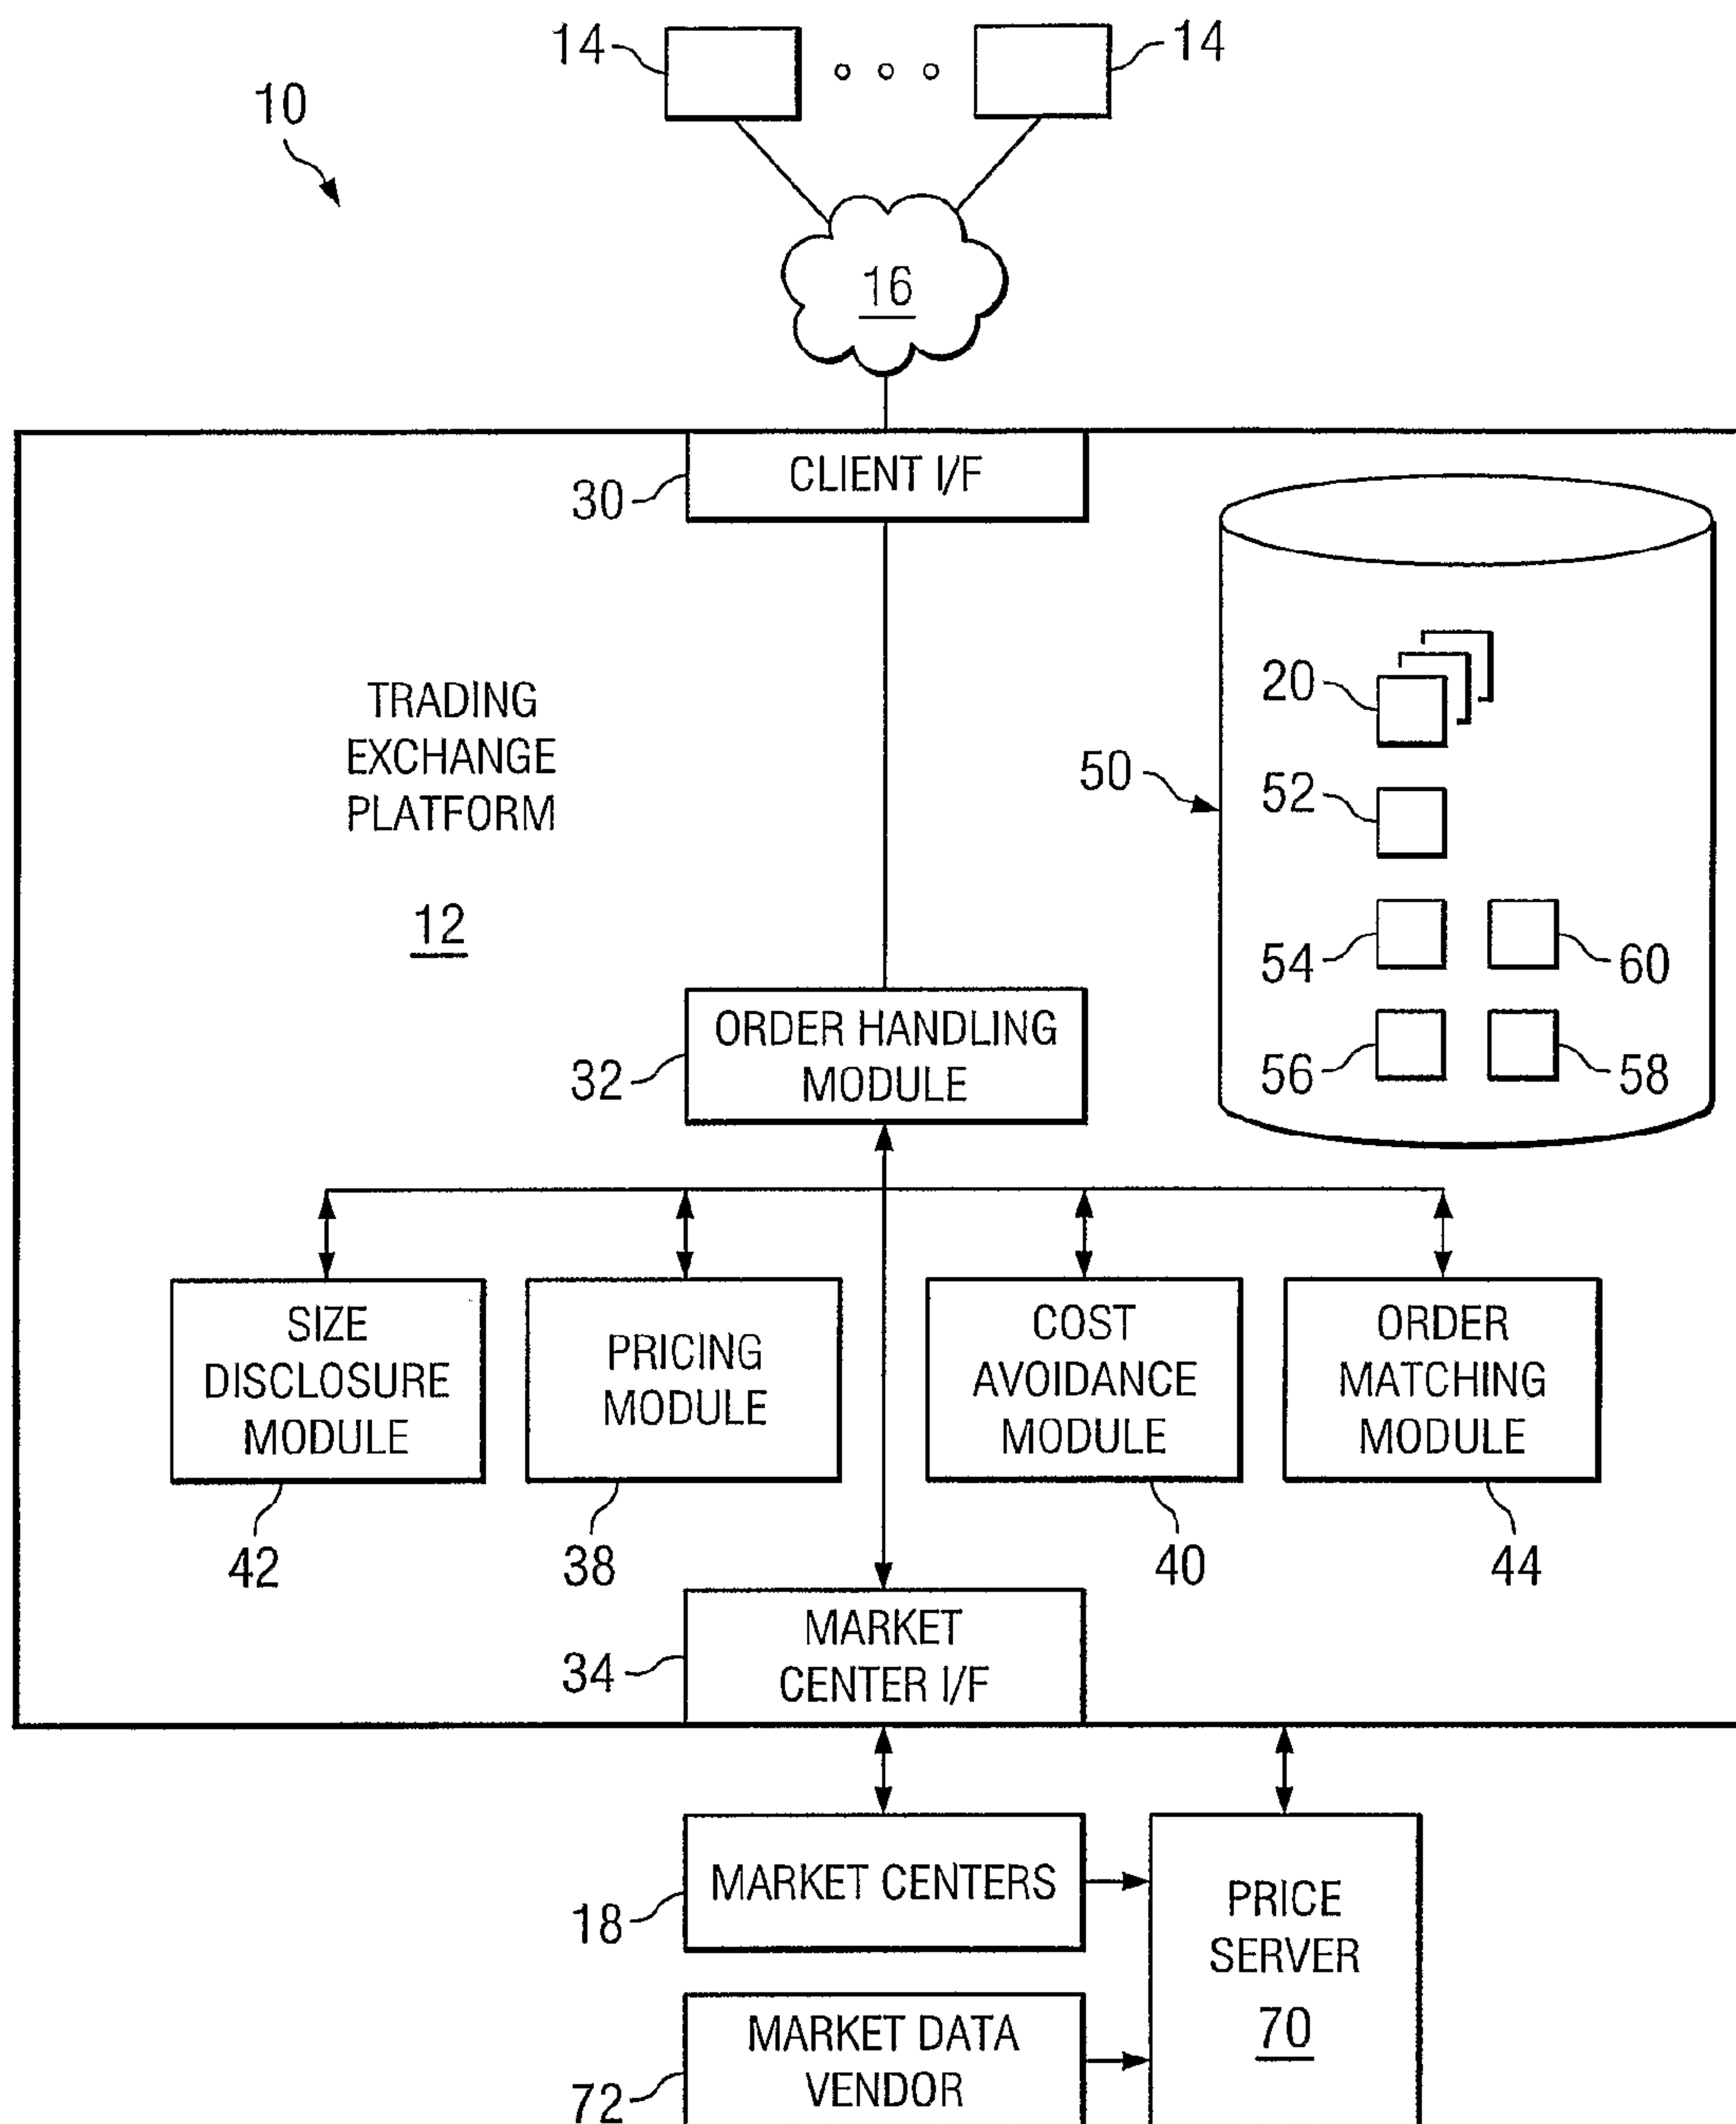 14
14
10
16
CLIENT I/F
30
TRADING
EXCHANGE
PLATFORM
12
20
50
52
54
60
56
58
ORDER HANDLING
MODULE
32
SIZE
DISCLOSURE
MODULE
PRICING
MODULE
COST
AVOIDANCE
MODULE
ORDER
MATCHING
MODULE
42
38
40
44
MARKET
CENTER I/F
34
MARKET CENTERS
18
PRICE
SERVER
70
MARKET DATA
VENDOR
72